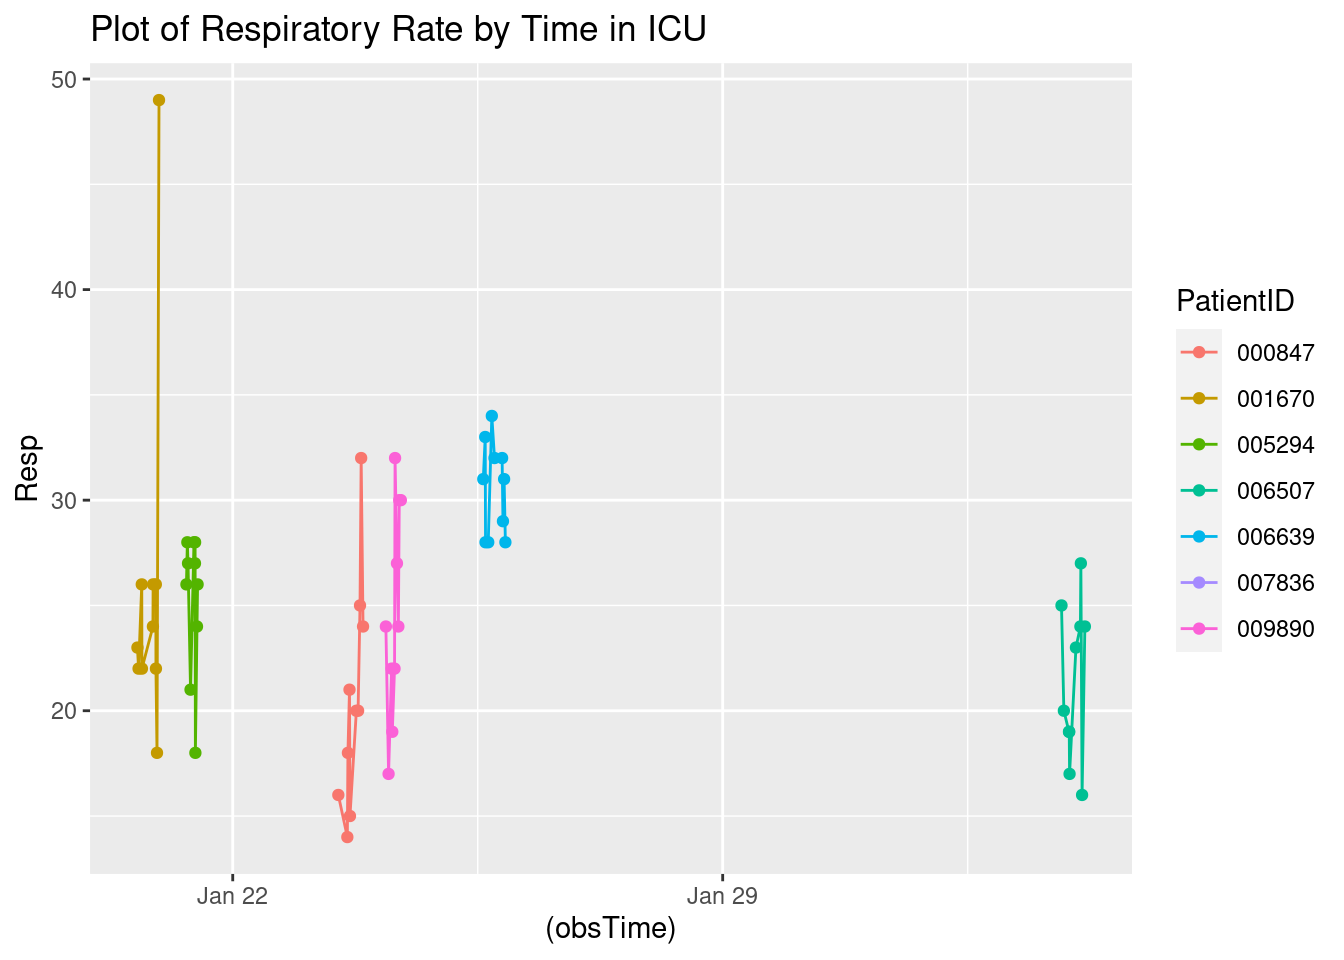 Plot of Respiratory Rate by Time in ICU
50
40
30
20
Resp
Jan 22
Jan 29
(obsTime)
PatientID
000847
001670
005294
006507
006639
007836
009890